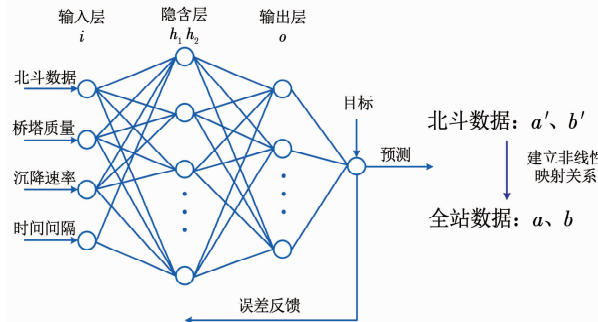 输入层
i
隐含层
h₁ h₂
输出层
o
北斗数据
桥塔质量
沉降速率
时间间隔
目标
预测
误差反馈
北斗数据：a′、b′
建立非线性
映射关系
全站数据：a、b